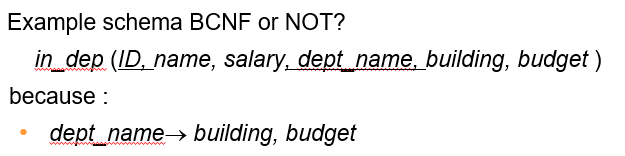 Example schema BCNF or NOT?
in_dep (ID, name, salary, dept_name, building, budget )
because :
• dept_name→ building, budget